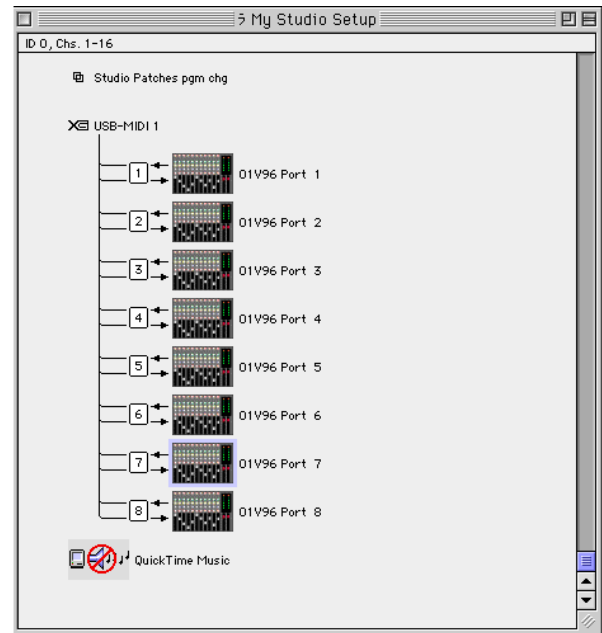 My Studio Setup
ID 0, Chs. 1-16
Studio Patches pgm chg
USB-MIDI 1
1 01V96 Port 1
2 01V96 Port 2
3 01V96 Port 3
4 01V96 Port 4
5 01V96 Port 5
6 01V96 Port 6
7 01V96 Port 7
8 01V96 Port 8
QuickTime Music